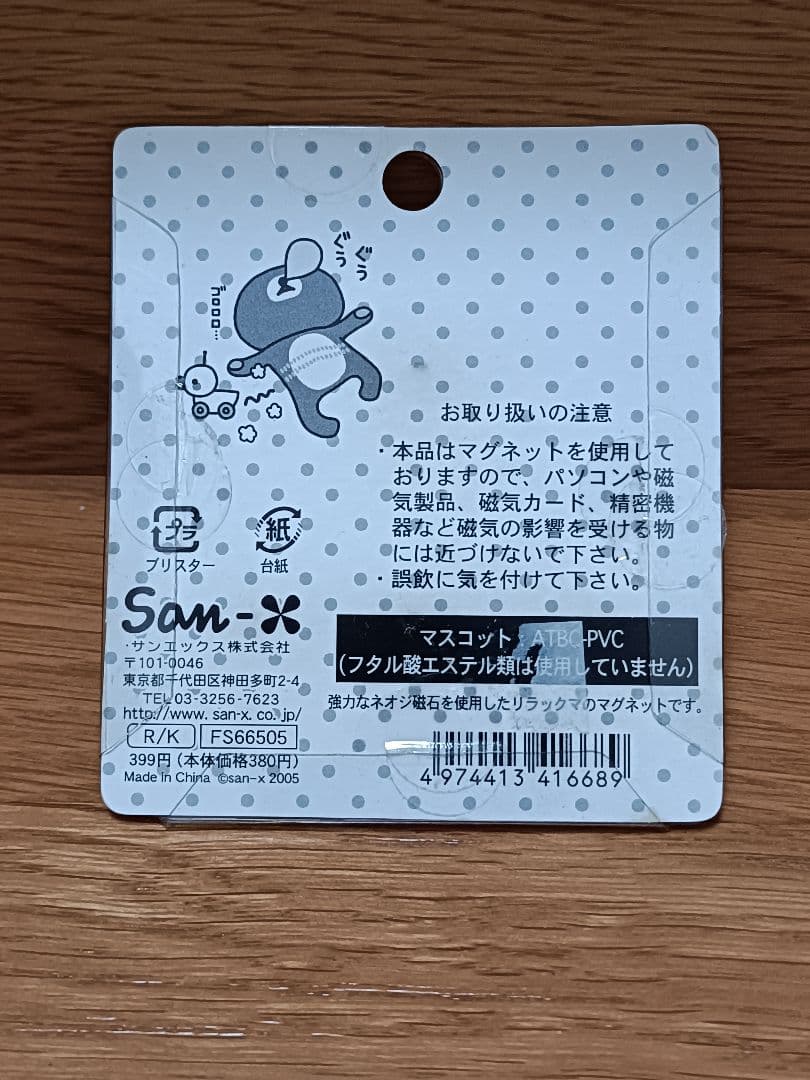 ぐぅ
ぐぅ
ゴロロロ…
お取り扱いの注意
・本品はマグネットを使用して
おりますので、パソコンや磁
気製品、磁気カード、精密機
器など磁気の影響を受ける物
には近づけないで下さい。
・誤飲に気を付けて下さい。
プラ
ブリスター
紙
台紙
San-X
サンエックス株式会社
〒101-0046
東京都千代田区神田多町2-4
TEL 03-3256-7623
http://www.san-x.co.jp/
R/K FS66505
399円(本体価格380円)
Made in China ©san-x 2005
マスコット:ATBC-PVC
(フタル酸エステル類は使用していません)
強力なネオジ磁石を使用したリラックマのマグネットです。
4 974413 416689